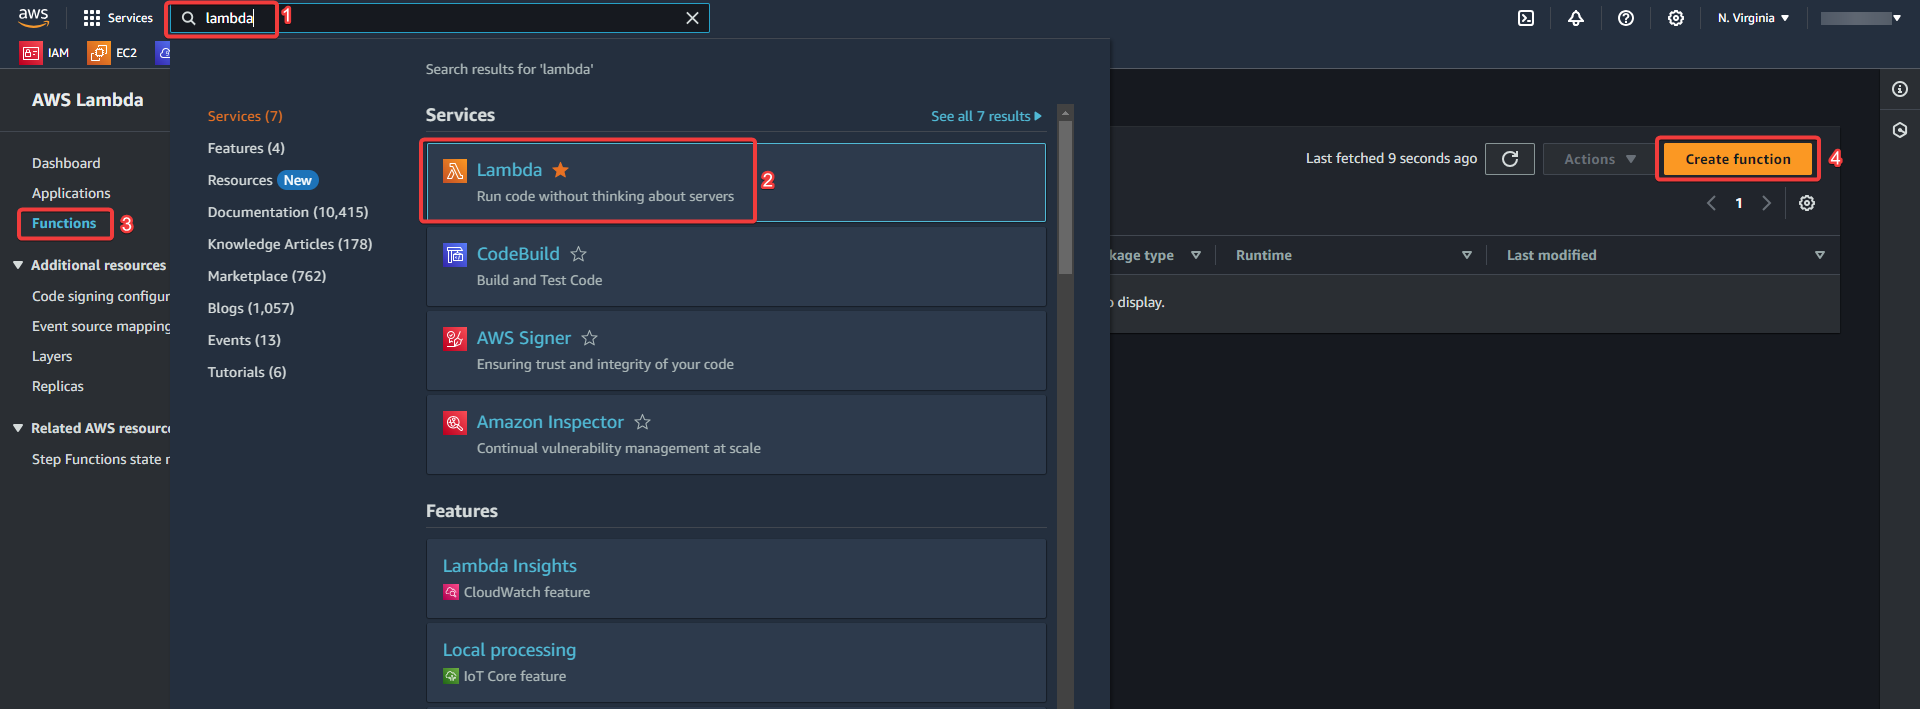 aws
Services
lambda
1
N. Virginia
IAM
EC2
AWS Lambda
Dashboard
Applications
Functions
3
Additional resources
Code signing configur
Event source mapping
Layers
Replicas
Related AWS resourc
Step Functions state
Search results for 'lambda'
Services (7)
Features (4)
Resources New
Documentation (10,415)
Knowledge Articles (178)
Marketplace (762)
Blogs (1,057)
Events (13)
Tutorials (6)
Services
See all 7 results
Lambda
Run code without thinking about servers
2
CodeBuild
Build and Test Code
AWS Signer
Ensuring trust and integrity of your code
Amazon Inspector
Continual vulnerability management at scale
Features
Lambda Insights
CloudWatch feature
Local processing
IoT Core feature
Last fetched 9 seconds ago
Actions
Create function
4
1
kage type
Runtime
Last modified
o display.